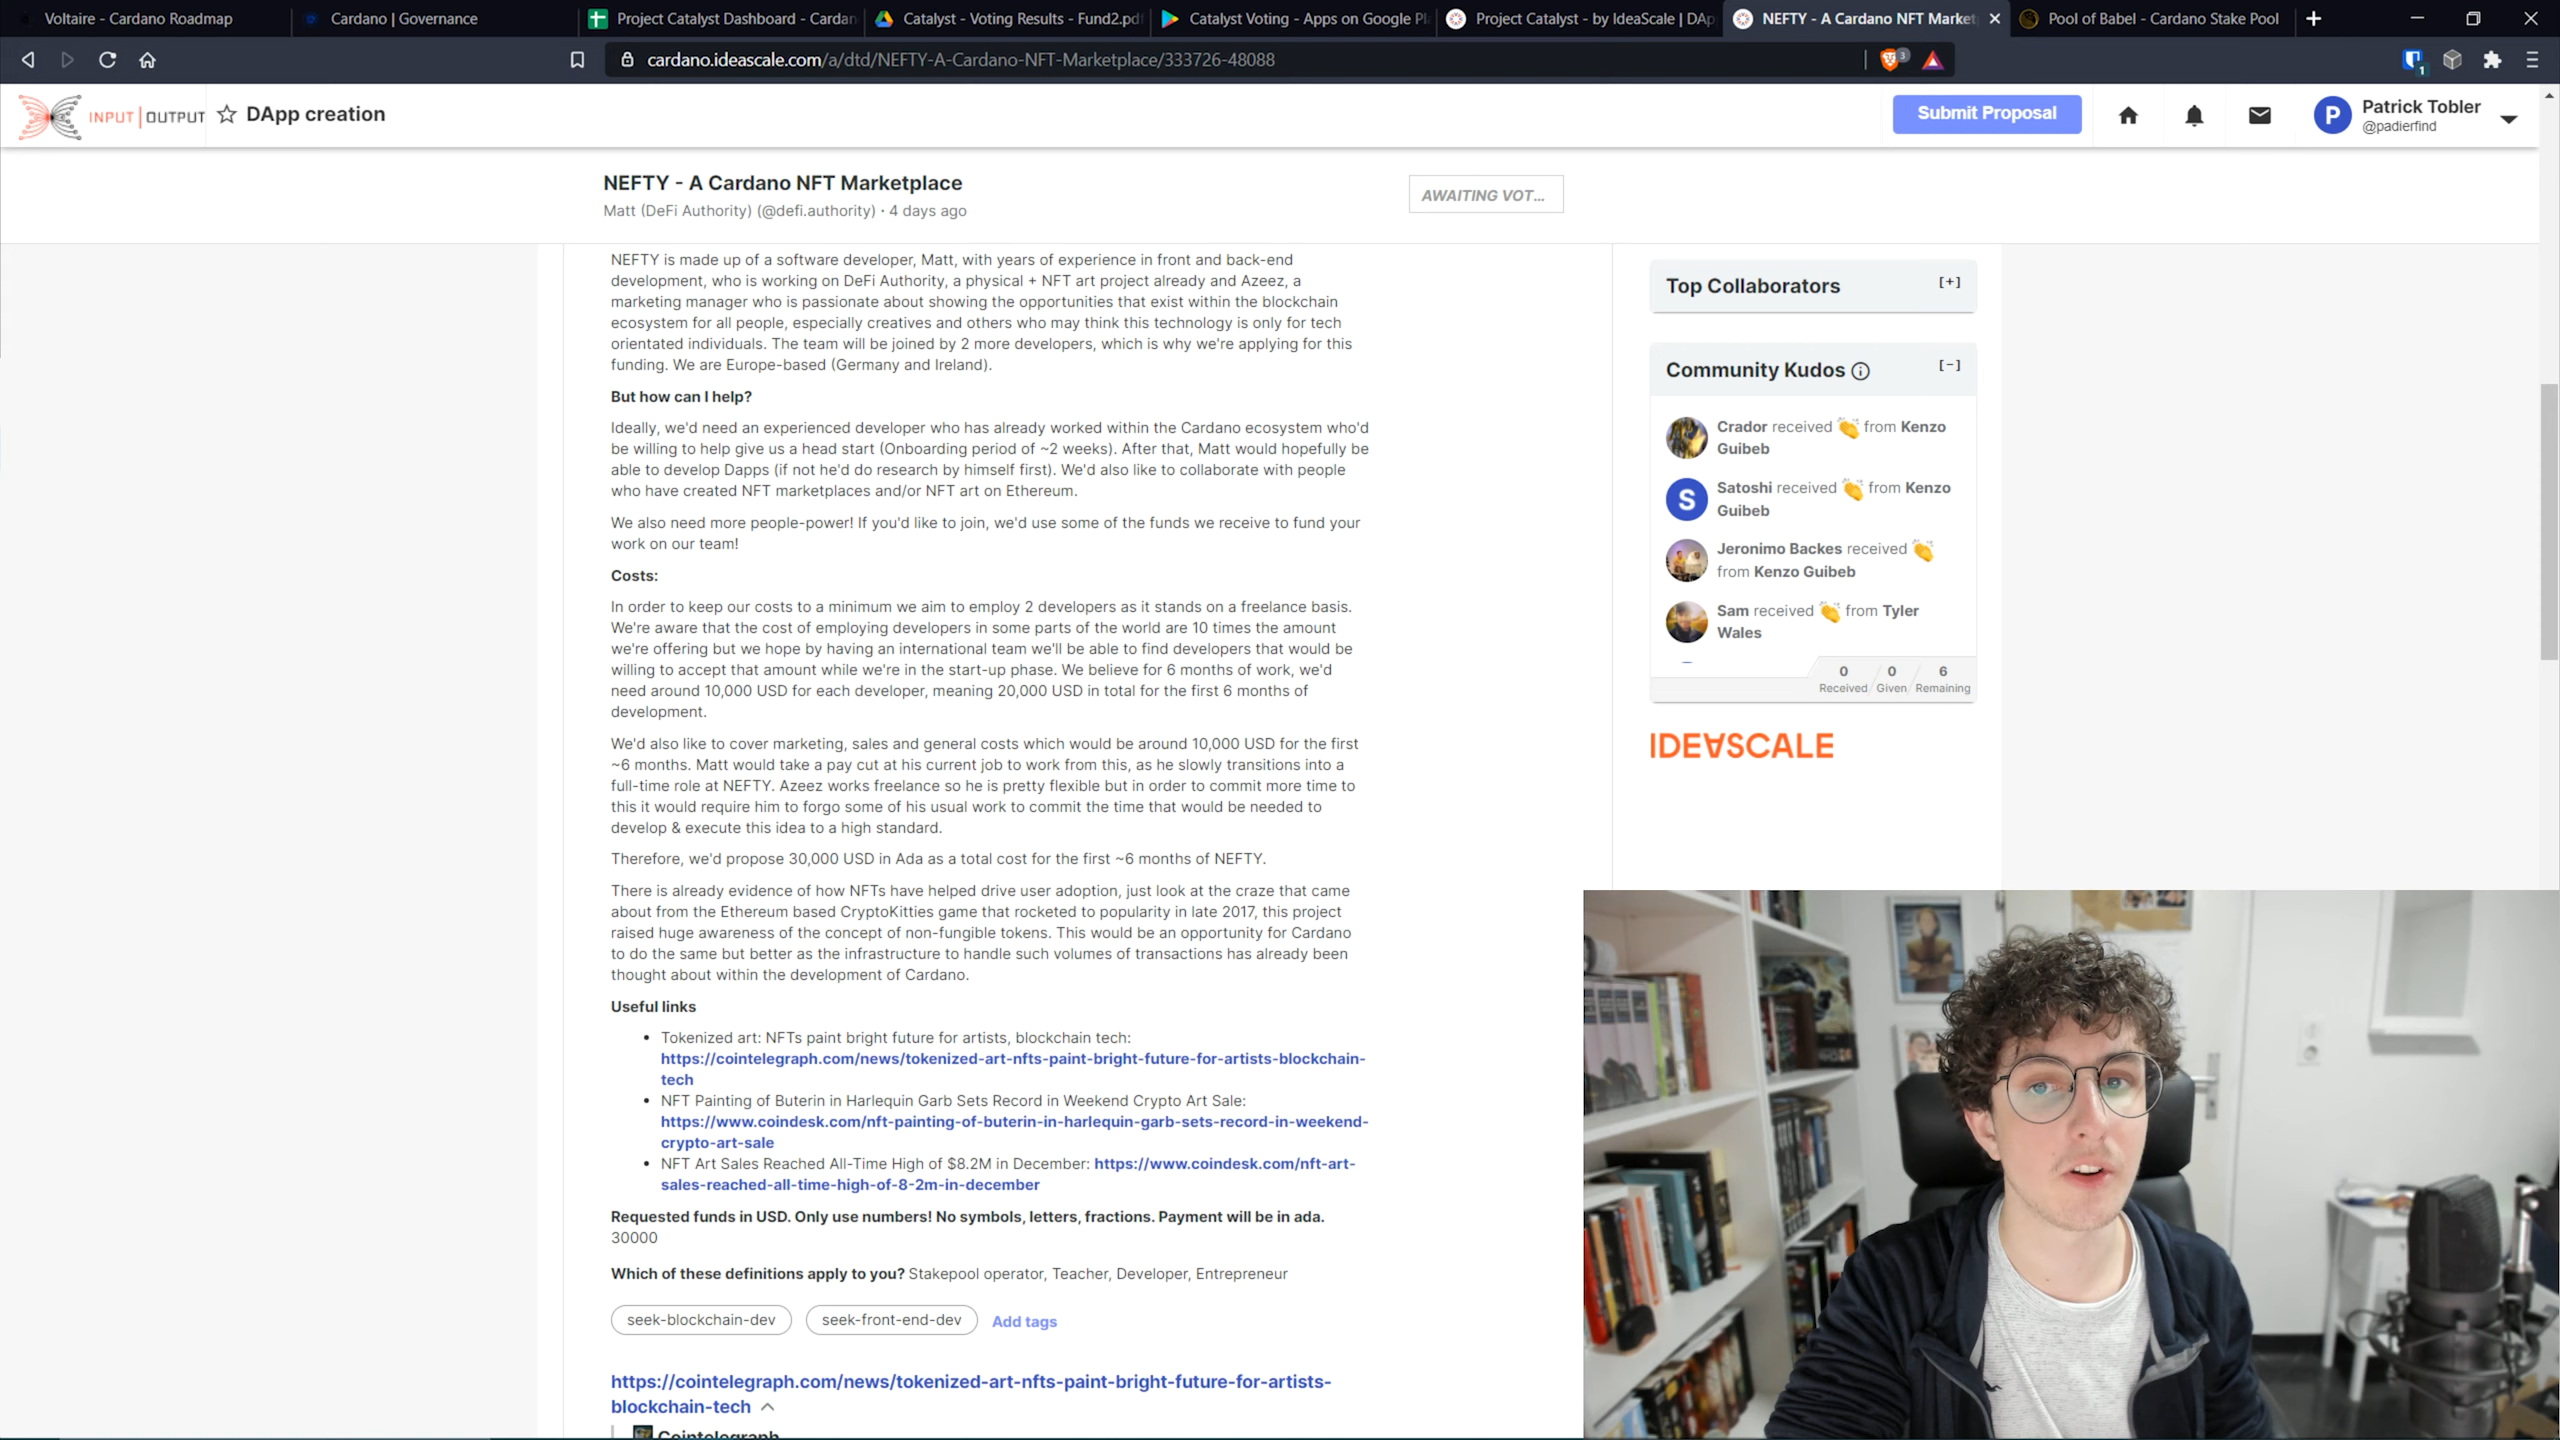 Voltaire - Cardano Roadmap
Cardano | Governance
Project Catalyst Dashboard - Cardan
Catalyst - Voting Results - Fund2.pdf
Catalyst Voting - Apps on Google Pl
Project Catalyst - by IdeaScale | DAp
NEFTY - A Cardano NFT Market
Pool of Babel - Cardano Stake Pool
cardano.ideascale.com/a/dtd/NEFTY-A-Cardano-NFT-Marketplace/333726-48088
3
1
INPUT | OUTPUT
DApp creation
Submit Proposal
P
Patrick Tobler
@padierfind
NEFTY - A Cardano NFT Marketplace
Matt (DeFi Authority) (@defi.authority) • 4 days ago
AWAITING VOT...
NEFTY is made up of a software developer, Matt, with years of experience in front and back-end
development, who is working on DeFi Authority, a physical + NFT art project already and Azeez, a
marketing manager who is passionate about showing the opportunities that exist within the blockchain
ecosystem for all people, especially creatives and others who may think this technology is only for tech
orientated individuals. The team will be joined by 2 more developers, which is why we're applying for this
funding. We are Europe-based (Germany and Ireland).
But how can I help?
Ideally, we'd need an experienced developer who has already worked within the Cardano ecosystem who'd
be willing to help give us a head start (Onboarding period of ~2 weeks). After that, Matt would hopefully be
able to develop Dapps (if not he'd do research by himself first). We'd also like to collaborate with people
who have created NFT marketplaces and/or NFT art on Ethereum.
We also need more people-power! If you'd like to join, we'd use some of the funds we receive to fund your
work on our team!
Costs:
In order to keep our costs to a minimum we aim to employ 2 developers as it stands on a freelance basis.
We're aware that the cost of employing developers in some parts of the world are 10 times the amount
we're offering but we hope by having an international team we'll be able to find developers that would be
willing to accept that amount while we're in the start-up phase. We believe for 6 months of work, we'd
need around 10,000 USD for each developer, meaning 20,000 USD in total for the first 6 months of
development.
We'd also like to cover marketing, sales and general costs which would be around 10,000 USD for the first
~6 months. Matt would take a pay cut at his current job to work from this, as he slowly transitions into a
full-time role at NEFTY. Azeez works freelance so he is pretty flexible but in order to commit more time to
this it would require him to forgo some of his usual work to commit the time that would be needed to
develop & execute this idea to a high standard.
Therefore, we'd propose 30,000 USD in Ada as a total cost for the first ~6 months of NEFTY.
There is already evidence of how NFTs have helped drive user adoption, just look at the craze that came
about from the Ethereum based CryptoKitties game that rocketed to popularity in late 2017, this project
raised huge awareness of the concept of non-fungible tokens. This would be an opportunity for Cardano
to do the same but better as the infrastructure to handle such volumes of transactions has already been
thought about within the development of Cardano.
Useful links
• Tokenized art: NFTs paint bright future for artists, blockchain tech:
https://cointelegraph.com/news/tokenized-art-nfts-paint-bright-future-for-artists-blockchain-
tech
• NFT Painting of Buterin in Harlequin Garb Sets Record in Weekend Crypto Art Sale:
https://www.coindesk.com/nft-painting-of-buterin-in-harlequin-garb-sets-record-in-weekend-
crypto-art-sale
• NFT Art Sales Reached All-Time High of $8.2M in December: https://www.coindesk.com/nft-art-
sales-reached-all-time-high-of-8-2m-in-december
Requested funds in USD. Only use numbers! No symbols, letters, fractions. Payment will be in ada.
30000
Which of these definitions apply to you? Stakepool operator, Teacher, Developer, Entrepreneur
seek-blockchain-dev
seek-front-end-dev
Add tags
https://cointelegraph.com/news/tokenized-art-nfts-paint-bright-future-for-artists-
blockchain-tech
Cointelegraph
Top Collaborators
[+]
Community Kudos
[-]
Crador received 👏 from Kenzo
Guibeb
S
Satoshi received 👏 from Kenzo
Guibeb
Jeronimo Backes received 👏
from Kenzo Guibeb
Sam received 👏 from Tyler
Wales
0 0 6
Received Given Remaining
IDEASCALE